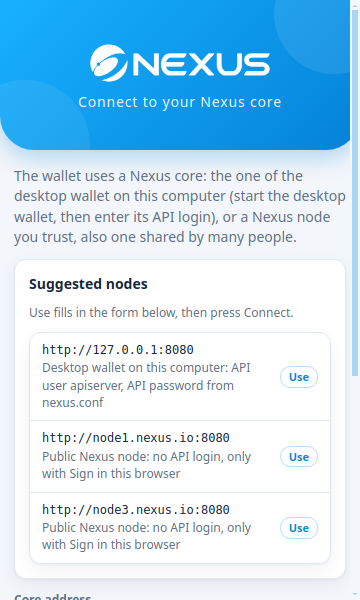 NEXUS
Connect to your Nexus core
The wallet uses a Nexus core: the one of the
desktop wallet on this computer (start the desktop
wallet, then enter its API login), or a Nexus node
you trust, also one shared by many people.
Suggested nodes
Use fills in the form below, then press Connect.
http://127.0.0.1:8080
Desktop wallet on this computer: API
user apiserver, API password from
nexus.conf
Use
http://node1.nexus.io:8080
Public Nexus node: no API login, only
with Sign in this browser
Use
http://node3.nexus.io:8080
Public Nexus node: no API login, only
with Sign in this browser
Use
Core address